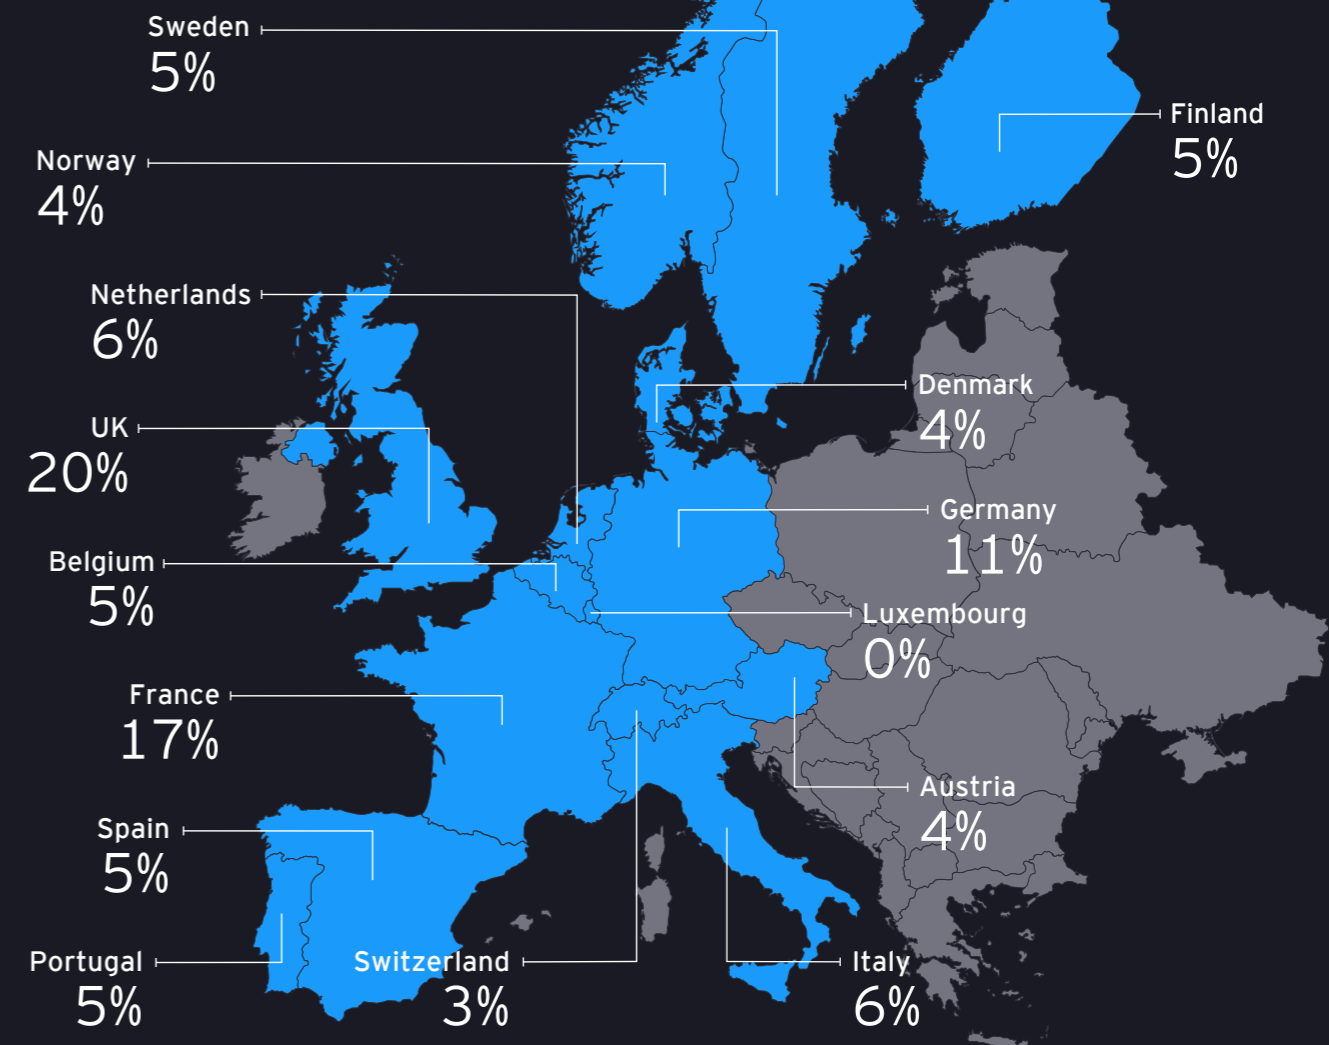 Sweden
5%
Finland
5%
Norway
4%
Netherlands
6%
Denmark
4%
UK
20%
Germany
11%
Belgium
5%
Luxembourg
0%
France
17%
Austria
4%
Spain
5%
Portugal
5%
Switzerland
3%
Italy
6%